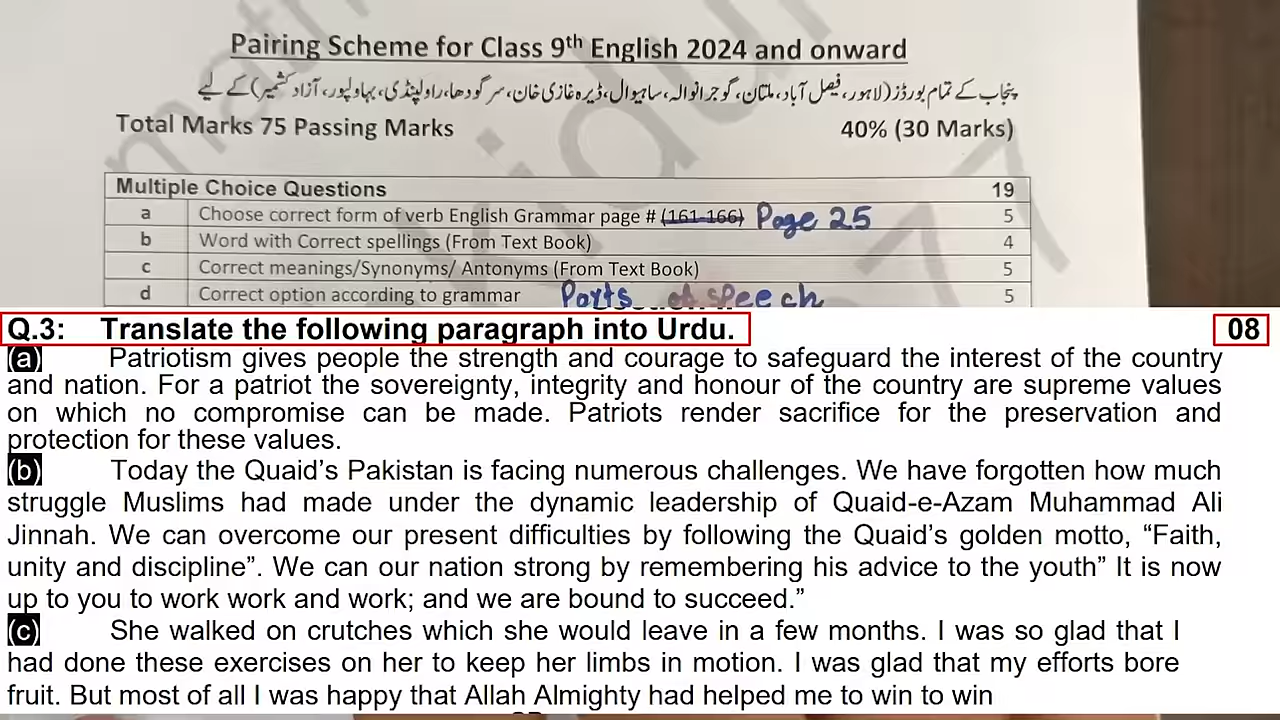 Pairing Scheme for Class 9th English 2024 and onward
پنجاب کے تمام بورڈز (لاہور، فیصل آباد، ملتان، گوجرانوالہ، ساہیوال، ڈیرہ غازی خان، سرگودھا، راولپنڈی، بہاولپور، آزاد کشمیر) کے لیے
Total Marks 75 Passing Marks 40% (30 Marks)
Multiple Choice Questions 19
a Choose correct form of verb English Grammar page # (161-166) Page 25 5
b Word with Correct spellings (From Text Book) 4
c Correct meanings/Synonyms/ Antonyms (From Text Book) 5
d Correct option according to grammar Parts of speech 5
Q.3: Translate the following paragraph into Urdu. 08
(a) Patriotism gives people the strength and courage to safeguard the interest of the country
and nation. For a patriot the sovereignty, integrity and honour of the country are supreme values
on which no compromise can be made. Patriots render sacrifice for the preservation and
protection for these values.
(b) Today the Quaid's Pakistan is facing numerous challenges. We have forgotten how much
struggle Muslims had made under the dynamic leadership of Quaid-e-Azam Muhammad Ali
Jinnah. We can overcome our present difficulties by following the Quaid's golden motto, "Faith,
unity and discipline". We can our nation strong by remembering his advice to the youth" It is now
up to you to work work and work; and we are bound to succeed."
(c) She walked on crutches which she would leave in a few months. I was so glad that I
had done these exercises on her to keep her limbs in motion. I was glad that my efforts bore
fruit. But most of all I was happy that Allah Almighty had helped me to win to win